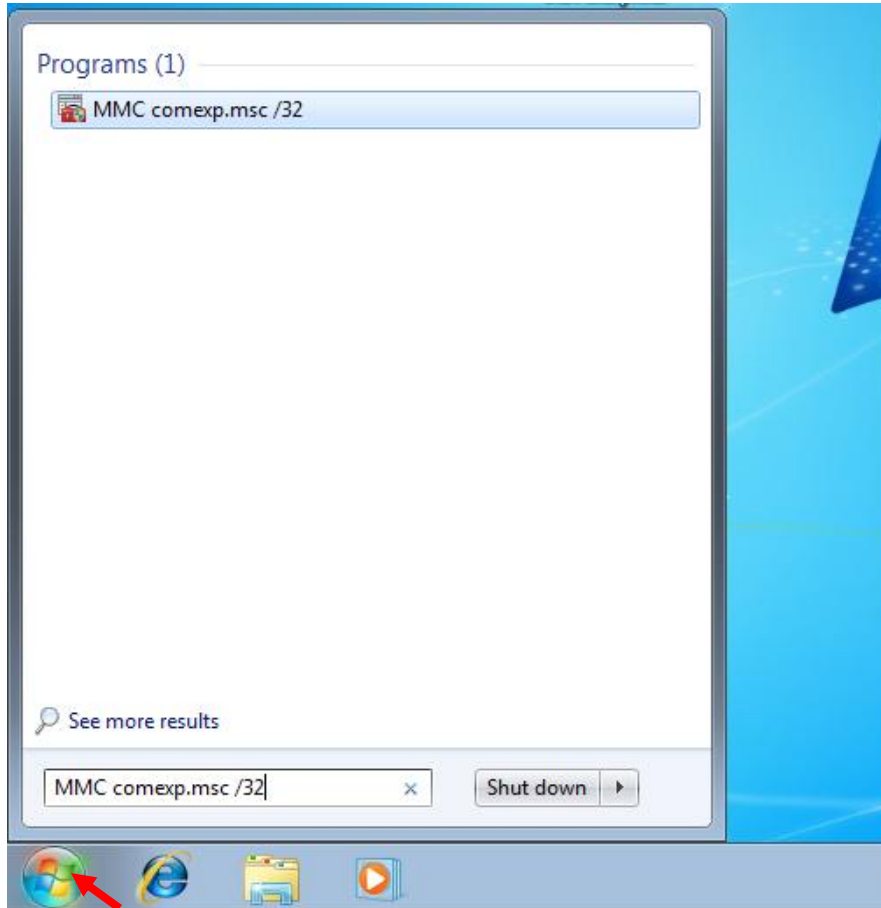 Programs (1)
MMC comexp.msc /32
See more results
MMC comexp.msc /32
Shut down